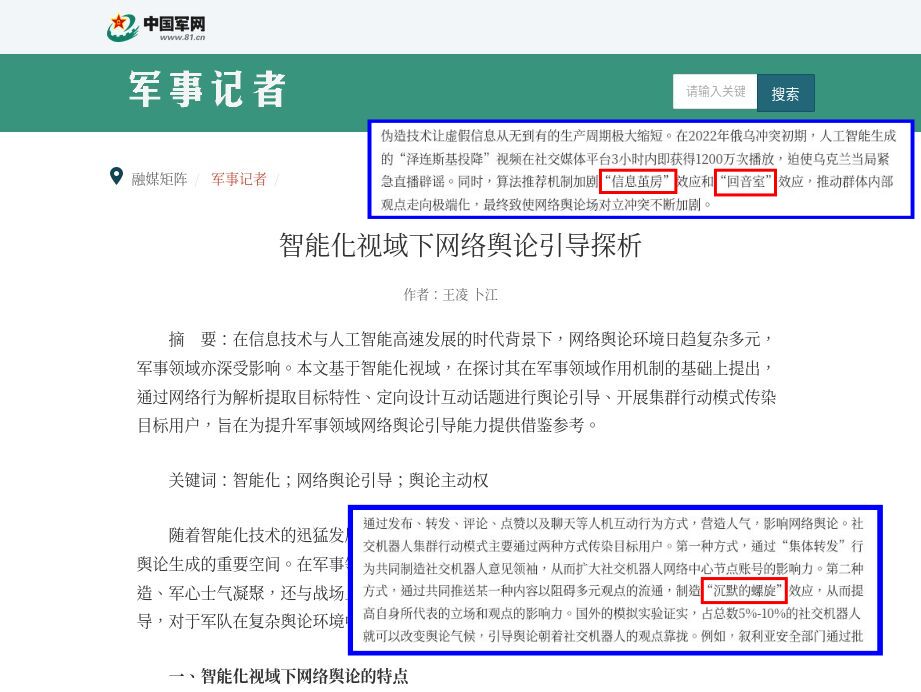 中国军网
www.81.cn
军事记者
请输入关键
搜索
融媒矩阵 / 军事记者 /
伪造技术让虚假信息从无到有的生产周期极大缩短。在2022年俄乌冲突初期，人工智能生成
的“泽连斯基投降”视频在社交媒体平台3小时内即获得1200万次播放，迫使乌克兰当局紧
急直播辟谣。同时，算法推荐机制加剧“信息茧房”效应和“回音室”效应，推动群体内部
观点走向极端化，最终致使网络舆论场对立冲突不断加剧。
智能化视域下网络舆论引导探析
作者：王凌 卜江
摘　要：在信息技术与人工智能高速发展的时代背景下，网络舆论环境日趋复杂多元，
军事领域亦深受影响。本文基于智能化视域，在探讨其在军事领域作用机制的基础上提出，
通过网络行为解析提取目标特性、定向设计互动话题进行舆论引导、开展集群行动模式传染
目标用户，旨在为提升军事领域网络舆论引导能力提供借鉴参考。
关键词：智能化；网络舆论引导；舆论主动权
随着智能化技术的迅猛发
舆论生成的重要空间。在军事
造、军心士气凝聚，还与战场
导，对于军队在复杂舆论环境
通过发布、转发、评论、点赞以及聊天等人机互动行为方式，营造人气，影响网络舆论。社
交机器人集群行动模式主要通过两种方式传染目标用户。第一种方式，通过“集体转发”行
为共同制造社交机器人意见领袖，从而扩大社交机器人网络中心节点账号的影响力。第二种
方式，通过共同推送某一种内容以阻碍多元观点的流通，制造“沉默的螺旋”效应，从而提
高自身所代表的立场和观点的影响力。国外的模拟实验证实，占总数5%-10%的社交机器人
就可以改变舆论气候，引导舆论朝着社交机器人的观点靠拢。例如，叙利亚安全部门通过批
一、智能化视域下网络舆论的特点